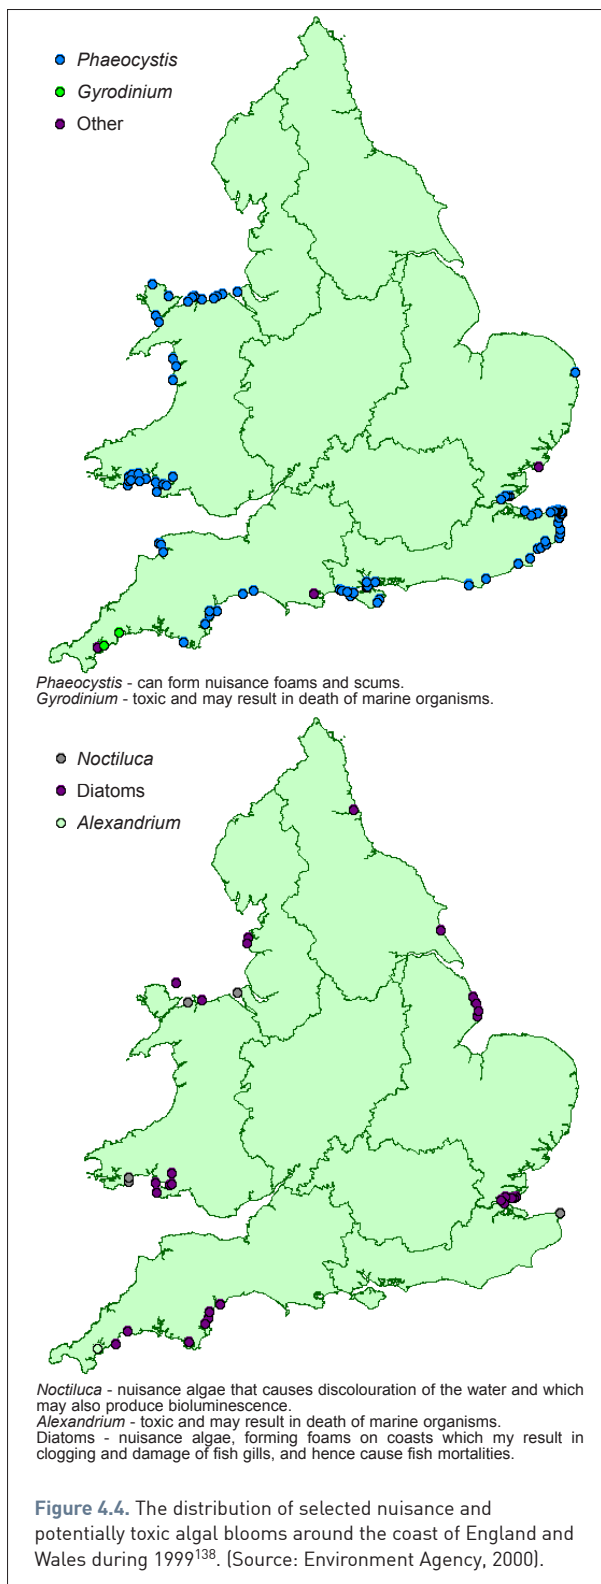 Phaeocystis
Gyrodinium
Other
Phaeocystis - can form nuisance foams and scums.
Gyrodinium - toxic and may result in death of marine organisms.
Noctiluca
Diatoms
Alexandrium
Noctiluca - nuisance algae that causes discolouration of the water and which
may also produce bioluminescence.
Alexandrium - toxic and may result in death of marine organisms.
Diatoms - nuisance algae, forming foams on coasts which my result in
clogging and damage of fish gills, and hence cause fish mortalities.
Figure 4.4. The distribution of selected nuisance and
potentially toxic algal blooms around the coast of England and
Wales during 1999¹³⁸. (Source: Environment Agency, 2000).